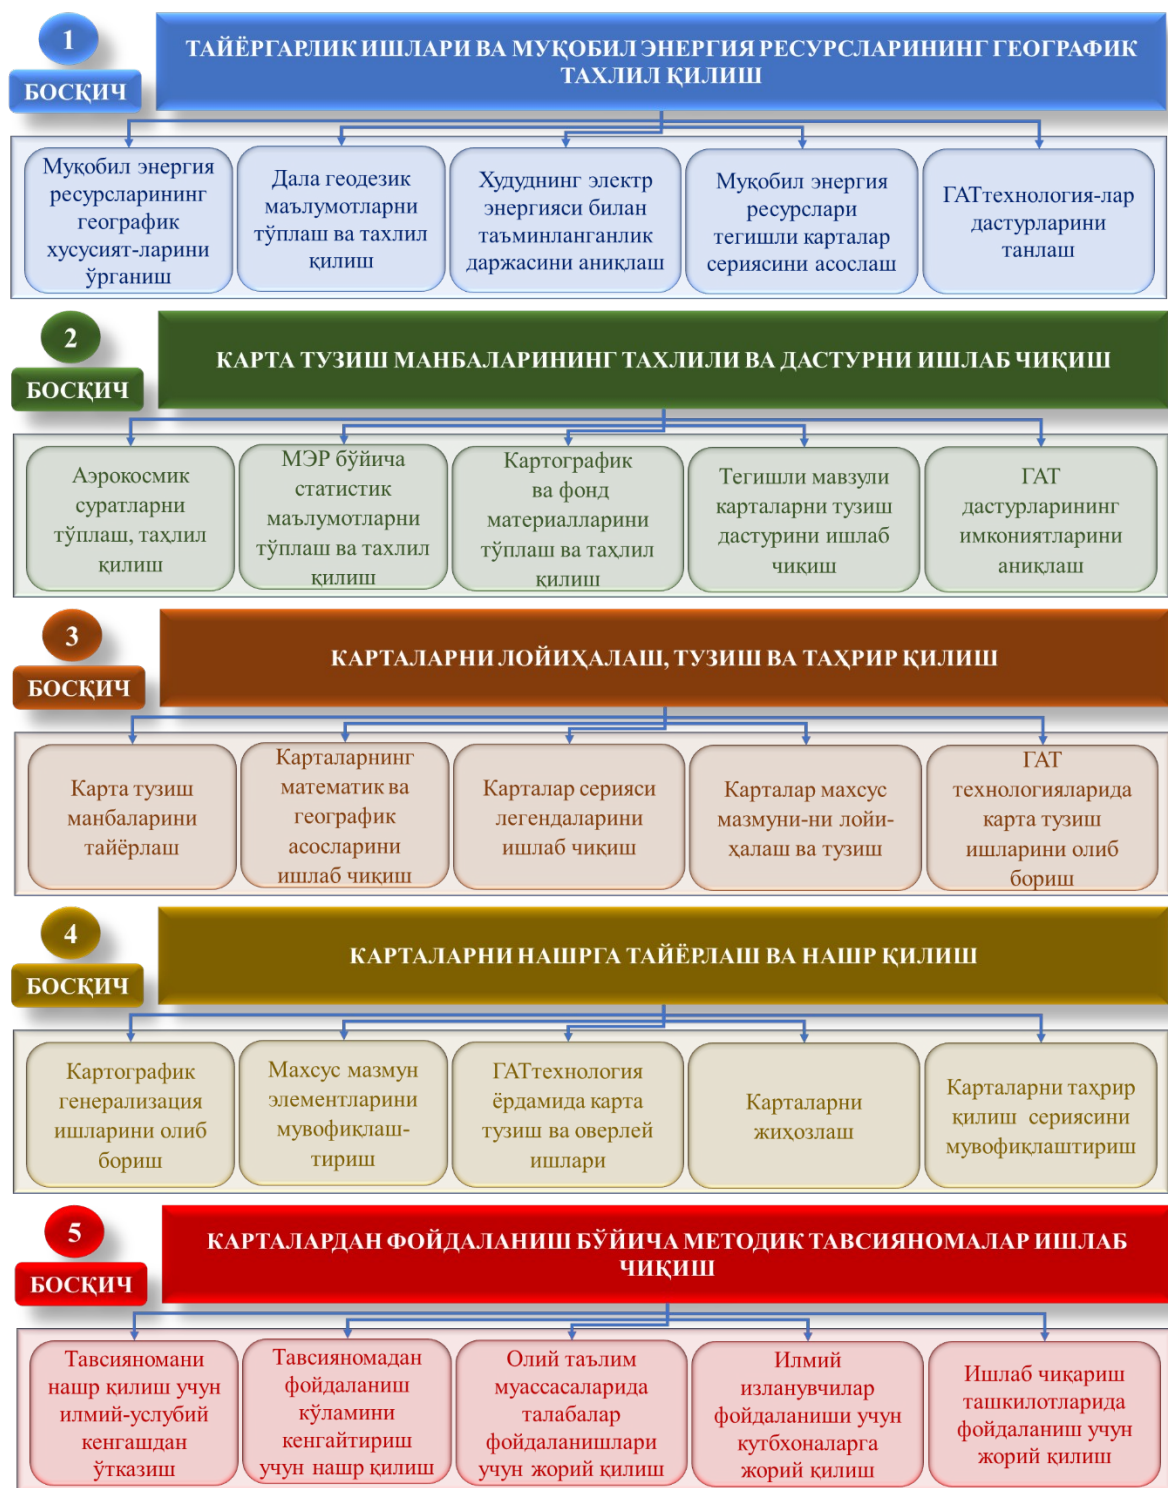 1
БОСҚИЧ
ТАЙЁРГАРЛИК ИШЛАРИ ВА МУҚОБИЛ ЭНЕРГИЯ РЕСУРСЛАРИНИНГ ГЕОГРАФИК
ТАХЛИЛ ҚИЛИШ
Муқобил энергия
ресурсларининг
географик
хусусият-ларини
ўрганиш
Дала геодезик
маълумотларни
тўплаш ва тахлил
қилиш
Худуднинг электр
энергияси билан
таъминланганлик
даржасини аниқлаш
Муқобил энергия
ресурслари
тегишли карталар
сериясини асослаш
ГАТтехнология-лар
дастурларини
танлаш
2
БОСҚИЧ
КАРТА ТУЗИШ МАНБАЛАРИНИНГ ТАХЛИЛИ ВА ДАСТУРНИ ИШЛАБ ЧИҚИШ
Аэрокосмик
суратларни
тўплаш, таҳлил
қилиш
МЭР бўйича
статистик
маълумотларни
тўплаш ва тахлил
қилиш
Картографик
ва фонд
материалларини
тўплаш ва таҳлил
қилиш
Тегишли мавзули
карталарни тузиш
дастурини ишлаб
чиқиш
ГАТ
дастурларининг
имкониятларини
аниқлаш
3
БОСҚИЧ
КАРТАЛАРНИ ЛОЙИҲАЛАШ, ТУЗИШ ВА ТАҲРИР ҚИЛИШ
Карта тузиш
манбаларини
тайёрлаш
Карталарнинг
математик ва
географик
асосларини
ишлаб чиқиш
Карталар серияси
легендаларини
ишлаб чиқиш
Карталар махсус
мазмуни-ни лойи-
ҳалаш ва тузиш
ГАТ
технологияларида
карта тузиш
ишларини олиб
бориш
4
БОСҚИЧ
КАРТАЛАРНИ НАШРГА ТАЙЁРЛАШ ВА НАШР ҚИЛИШ
Картографик
генерализация
ишларини олиб
бориш
Махсус мазмун
элементларини
мувофиқлаш-
тириш
ГАТтехнология
ёрдамида карта
тузиш ва оверлей
ишлари
Карталарни
жиҳозлаш
Карталарни таҳрир
қилиш сериясини
мувофиқлаштириш
5
БОСҚИЧ
КАРТАЛАРДАН ФОЙДАЛАНИШ БЎЙИЧА МЕТОДИК ТАВСИЯНОМАЛАР ИШЛАБ
ЧИҚИШ
Тавсияномани
нашр қилиш учун
илмий-услубий
кенгашдан
ўтказиш
Тавсияномадан
фойдаланиш
кўламини
кенгайтириш
учун нашр қилиш
Олий таълим
муассасаларида
талабалар
фойдаланишлари
учун жорий қилиш
Илмий
изланувчилар
фойдаланиши учун
кутбхоналарга
жорий қилиш
Ишлаб чиқариш
ташкилотларида
фойдаланиш учун
жорий қилиш